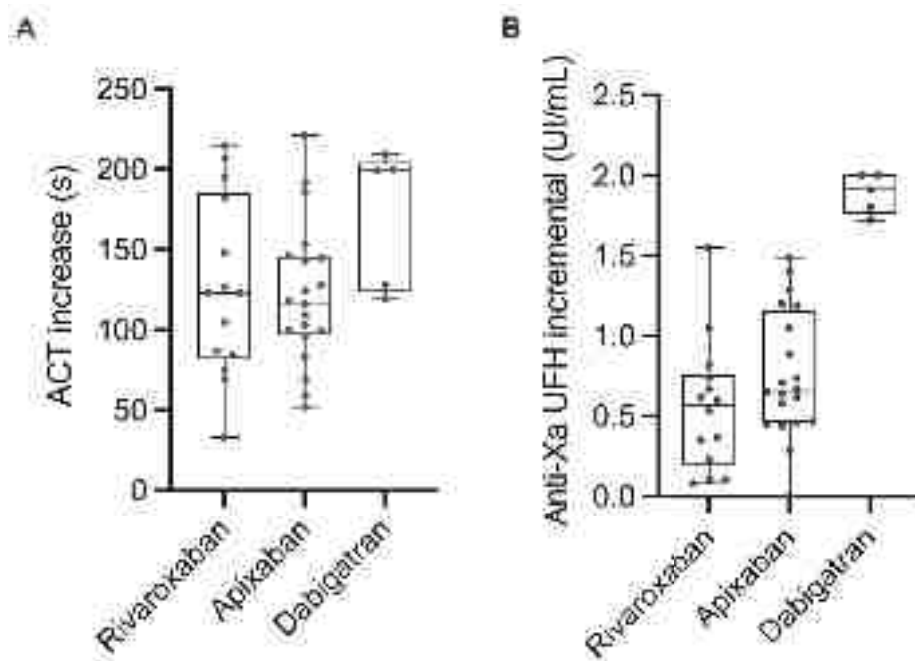 A
ACT increase (s)
250
200
150
100
50
0
Rivaroxaban
Apixaban
Dabigatran
B
Anti-Xa UFH incremental (UI/mL)
2.5
2.0
1.5
1.0
0.5
0.0
Rivaroxaban
Apixaban
Dabigatran